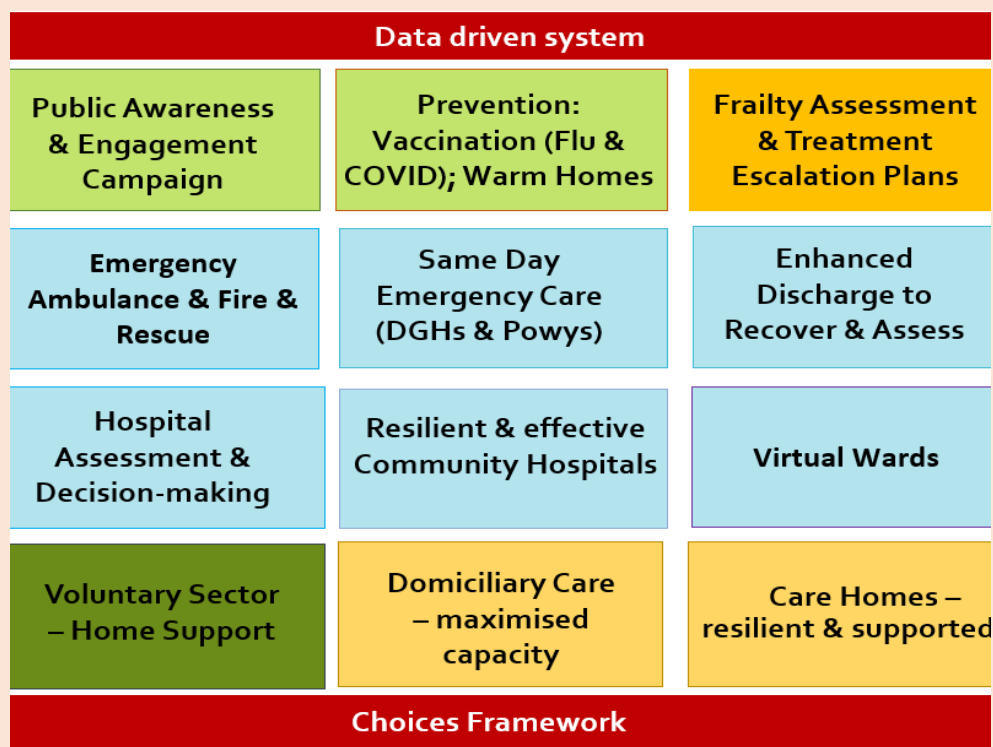 Data driven system
Public Awareness
& Engagement
Campaign
Prevention:
Vaccination (Flu &
COVID); Warm Homes
Frailty Assessment
& Treatment
Escalation Plans
Emergency
Ambulance & Fire &
Rescue
Same Day
Emergency Care
(DGHs & Powys)
Enhanced
Discharge to
Recover & Assess
Hospital
Assessment &
Decision-making
Resilient & effective
Community Hospitals
Virtual Wards
Voluntary Sector
– Home Support
Domiciliary Care
– maximised
capacity
Care Homes –
resilient & supported
Choices Framework